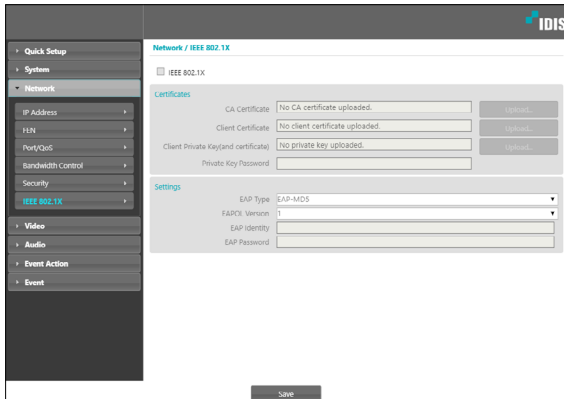 IDIS
Quick Setup
System
Network
IP Address
FEN
Port/QoS
Bandwidth Control
Security
IEEE 802.1X
Video
Audio
Event Action
Event
Network / IEEE 802.1X
IEEE 802.1X
Certificates
CA Certificate No CA certificate uploaded. Upload...
Client Certificate No client certificate uploaded. Upload...
Client Private Key(and certificate) No private key uploaded. Upload...
Private Key Password
Settings
EAP Type EAP-MD5
EAPOL Version 1
EAP Identity
EAP Password
Save